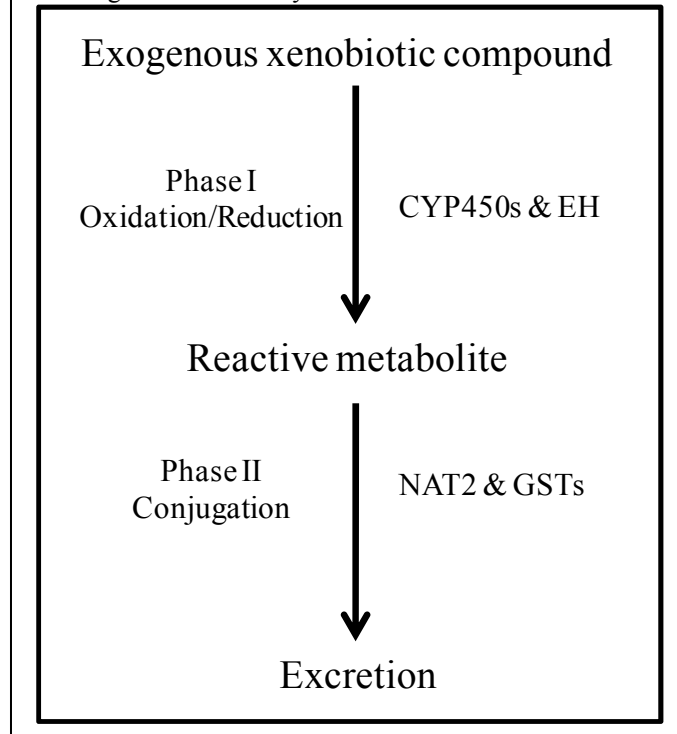 Exogenous xenobiotic compound
Phase I
Oxidation/Reduction
CYP450s & EH
Reactive metabolite
Phase II
Conjugation
NAT2 & GSTs
Excretion